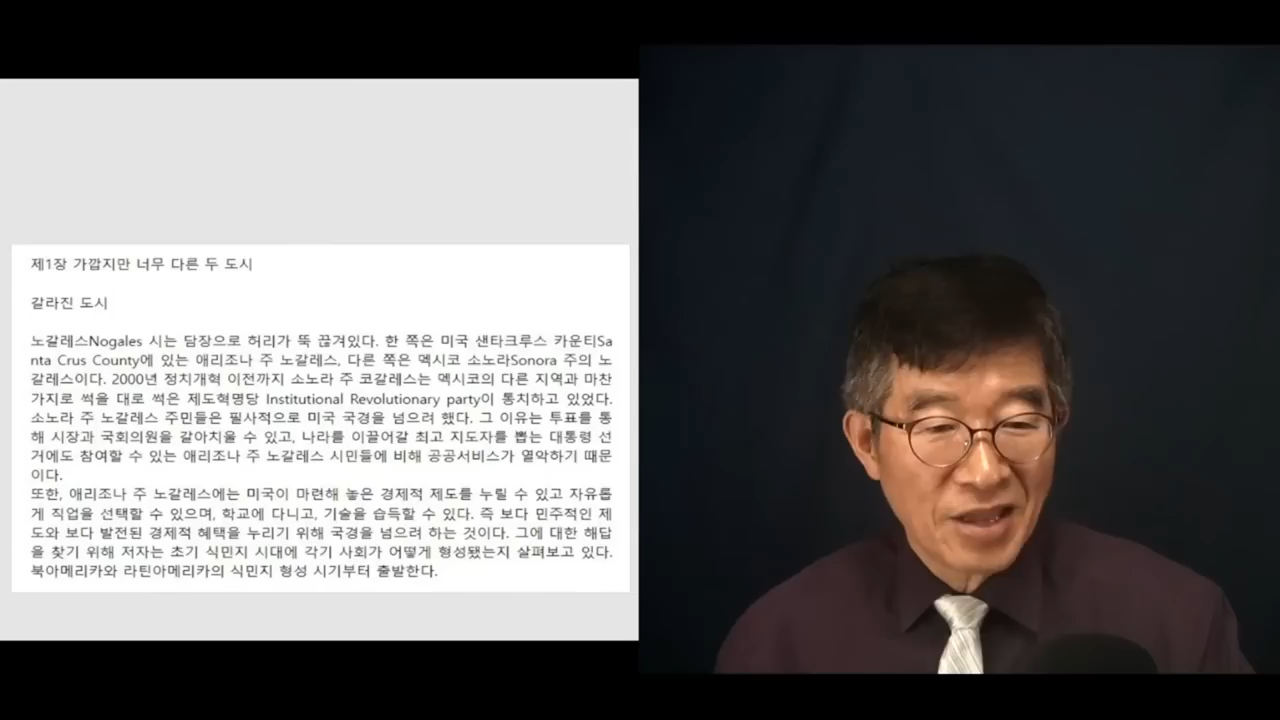 제1장 가깝지만 너무 다른 두 도시
갈라진 도시
노갈레스Nogales 시는 담장으로 허리가 뚝 끊겨있다. 한 쪽은 미국 샌타크루스 카운티Sa
nta Crus County에 있는 애리조나 주 노갈레스, 다른 쪽은 멕시코 소노라Sonora 주의 노
갈레스이다. 2000년 정치개혁 이전까지 소노라 주 코갈레스는 멕시코의 다른 지역과 마찬
가지로 썩을 대로 썩은 제도혁명당 Institutional Revolutionary party이 통치하고 있었다.
소노라 주 노갈레스 주민들은 필사적으로 미국 국경을 넘으려 했다. 그 이유는 투표를 통
해 시장과 국회의원을 갈아치울 수 있고, 나라를 이끌어갈 최고 지도자를 뽑는 대통령 선
거에도 참여할 수 있는 애리조나 주 노갈레스 시민들에 비해 공공서비스가 열악하기 때문
이다.
또한, 애리조나 주 노갈레스에는 미국이 마련해 놓은 경제적 제도를 누릴 수 있고 자유롭
게 직업을 선택할 수 있으며, 학교에 다니고, 기술을 습득할 수 있다. 즉 보다 민주적인 제
도와 보다 발전된 경제적 혜택을 누리기 위해 국경을 넘으려 하는 것이다. 그에 대한 해답
을 찾기 위해 저자는 초기 식민지 시대에 각기 사회가 어떻게 형성됐는지 살펴보고 있다.
북아메리카와 라틴아메리카의 식민지 형성 시기부터 출발한다.